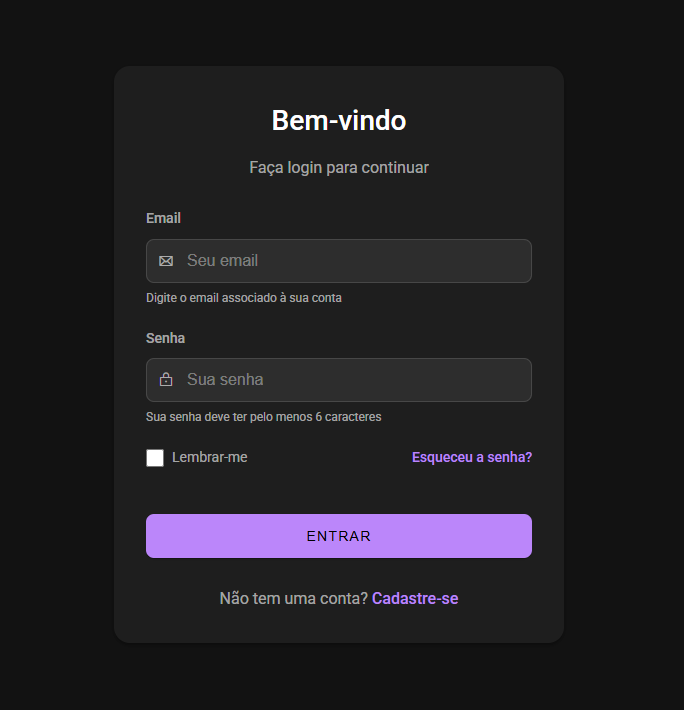 Bem-vindo
Faça login para continuar
Email
Seu email
Digite o email associado à sua conta
Senha
Sua senha
Sua senha deve ter pelo menos 6 caracteres
Lembrar-me Esqueceu a senha?
ENTRAR
Não tem uma conta? Cadastre-se